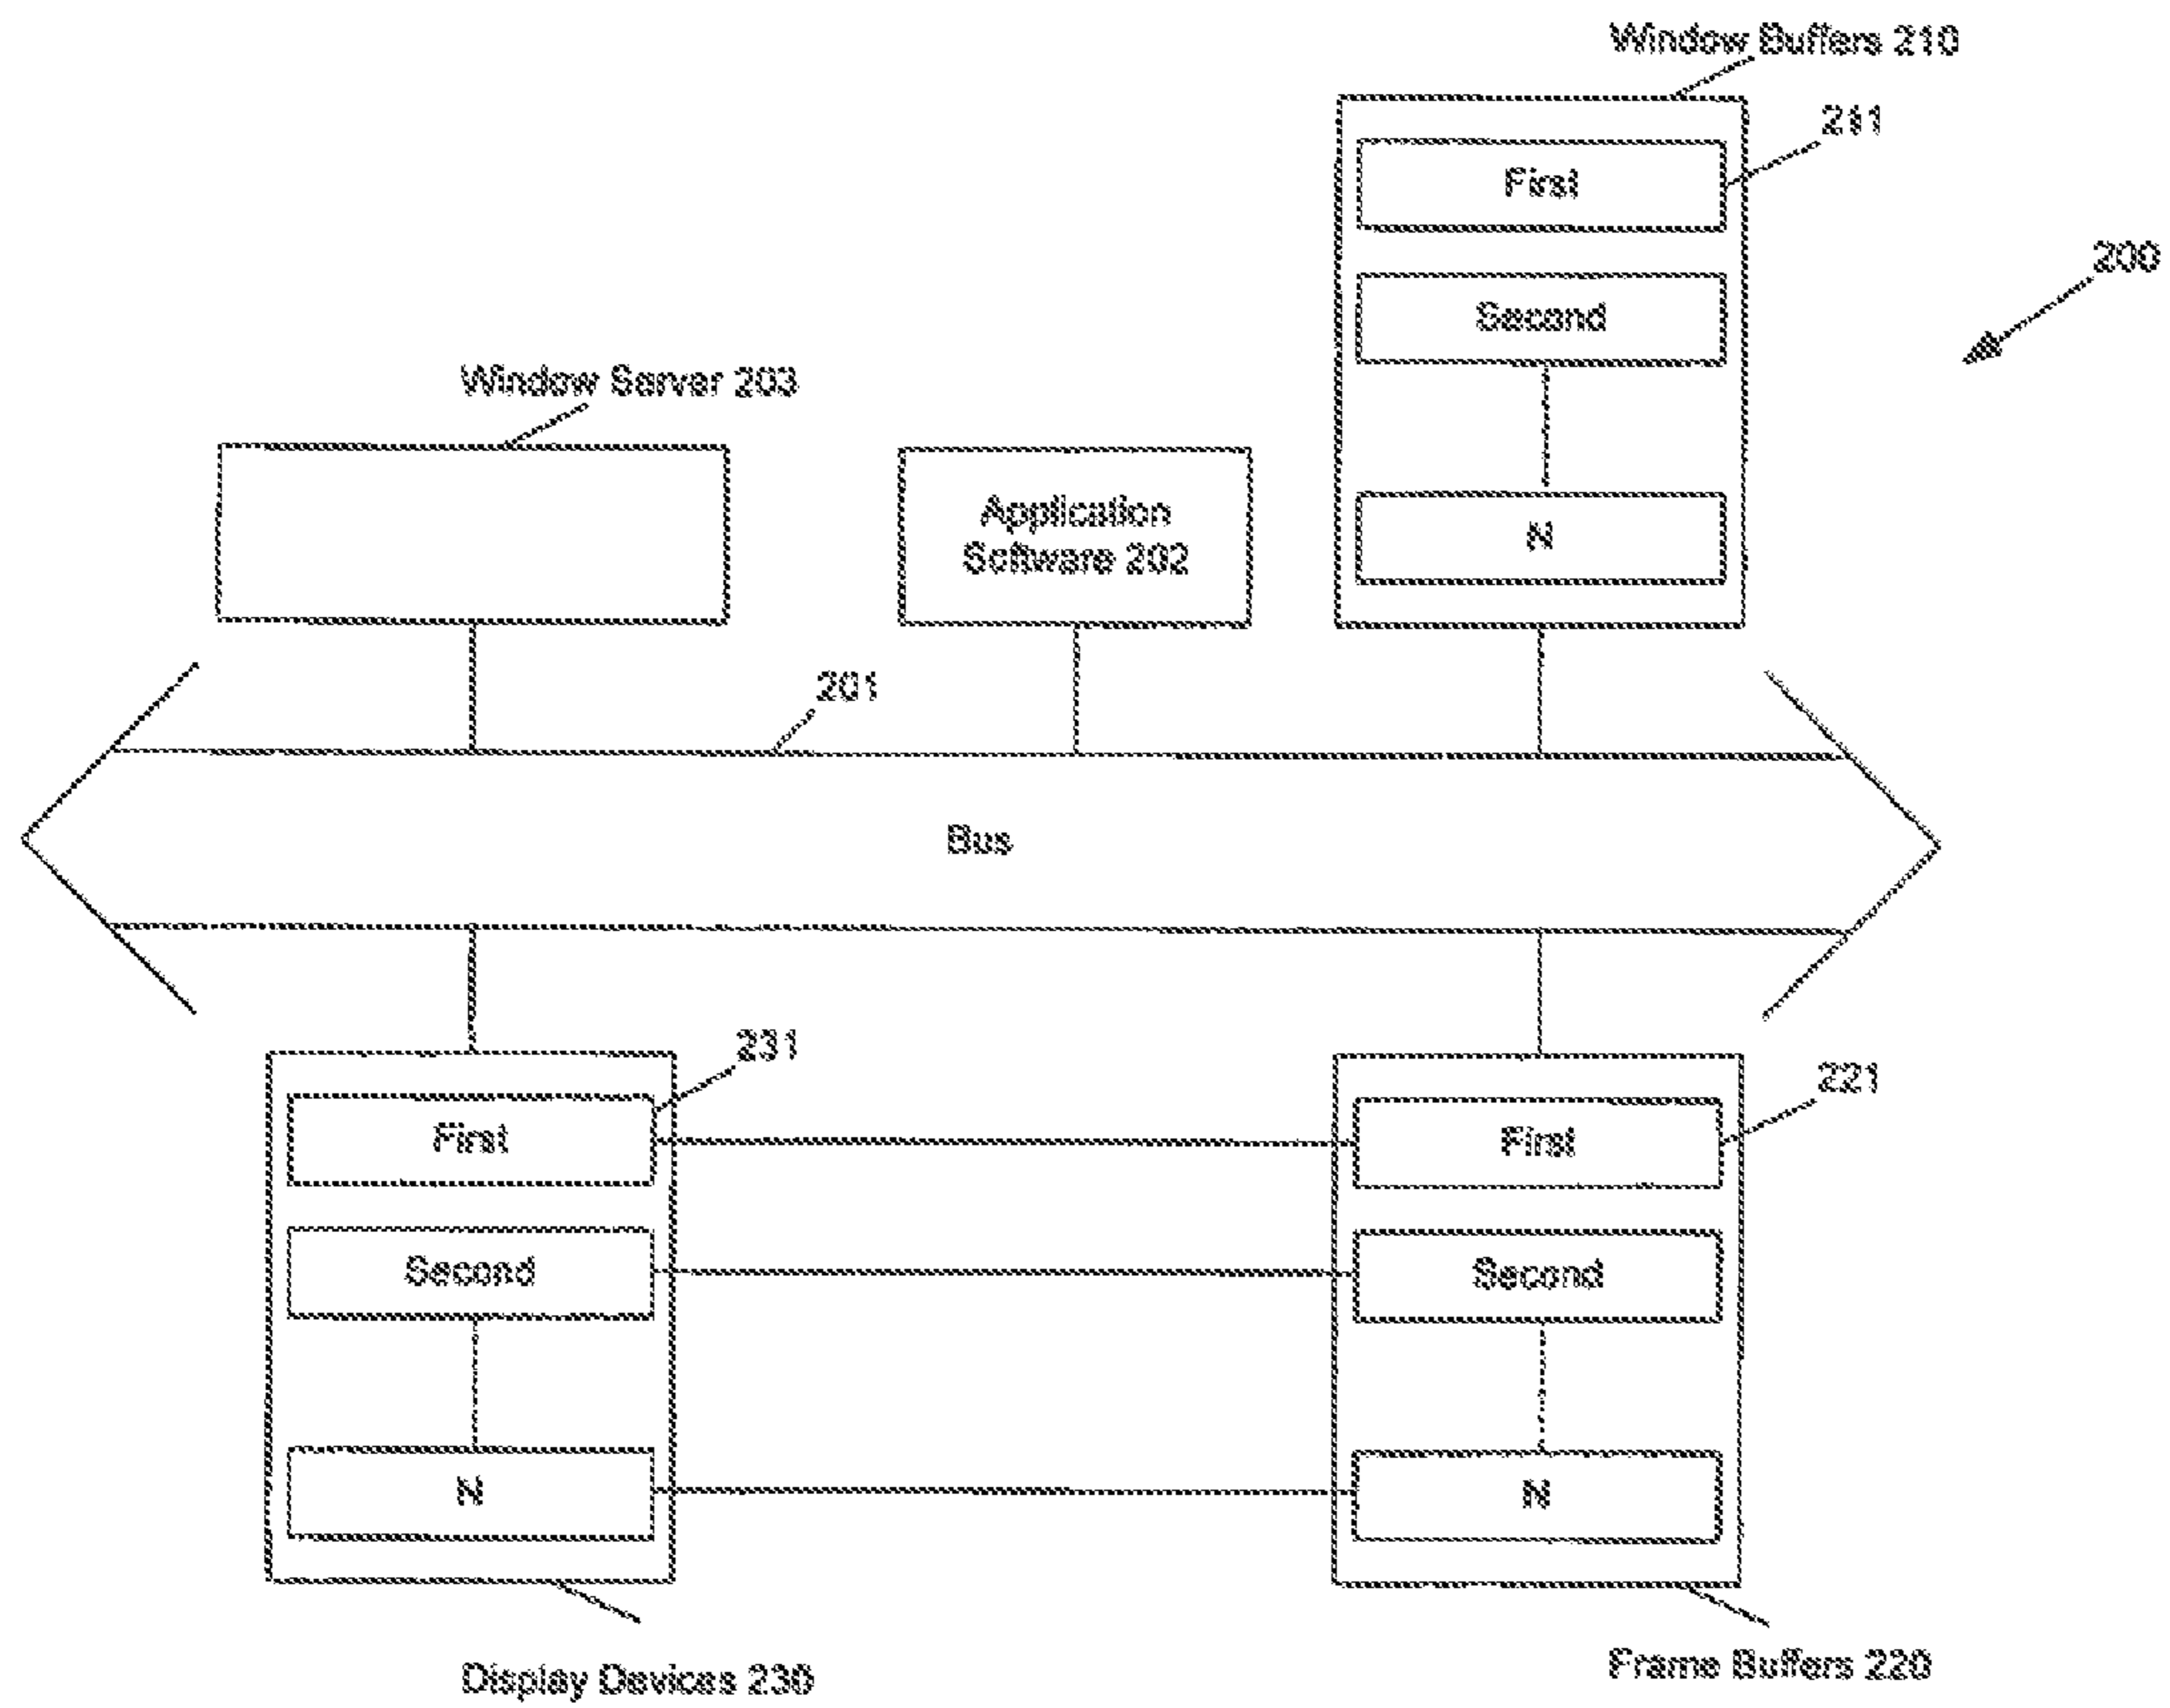 Window Buffers 210
211
First
200
Second
Window Server 203
Application
Software 202
N
201
Bus
231
221
First
First
Second
Second
N
N
Display Devices 230
Frame Buffers 220